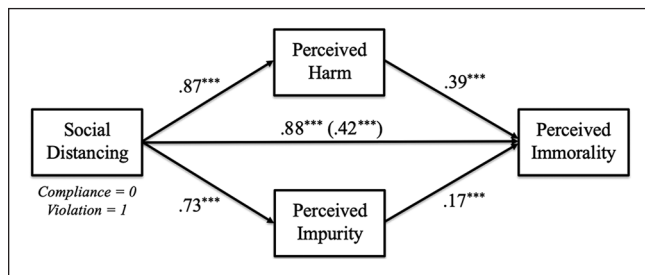 Perceived
Harm
.87***
.39***
Social
Distancing
.88*** (.42***)
Perceived
Immorality
Compliance = 0
Violation = 1
.73***
Perceived
Impurity
.17***